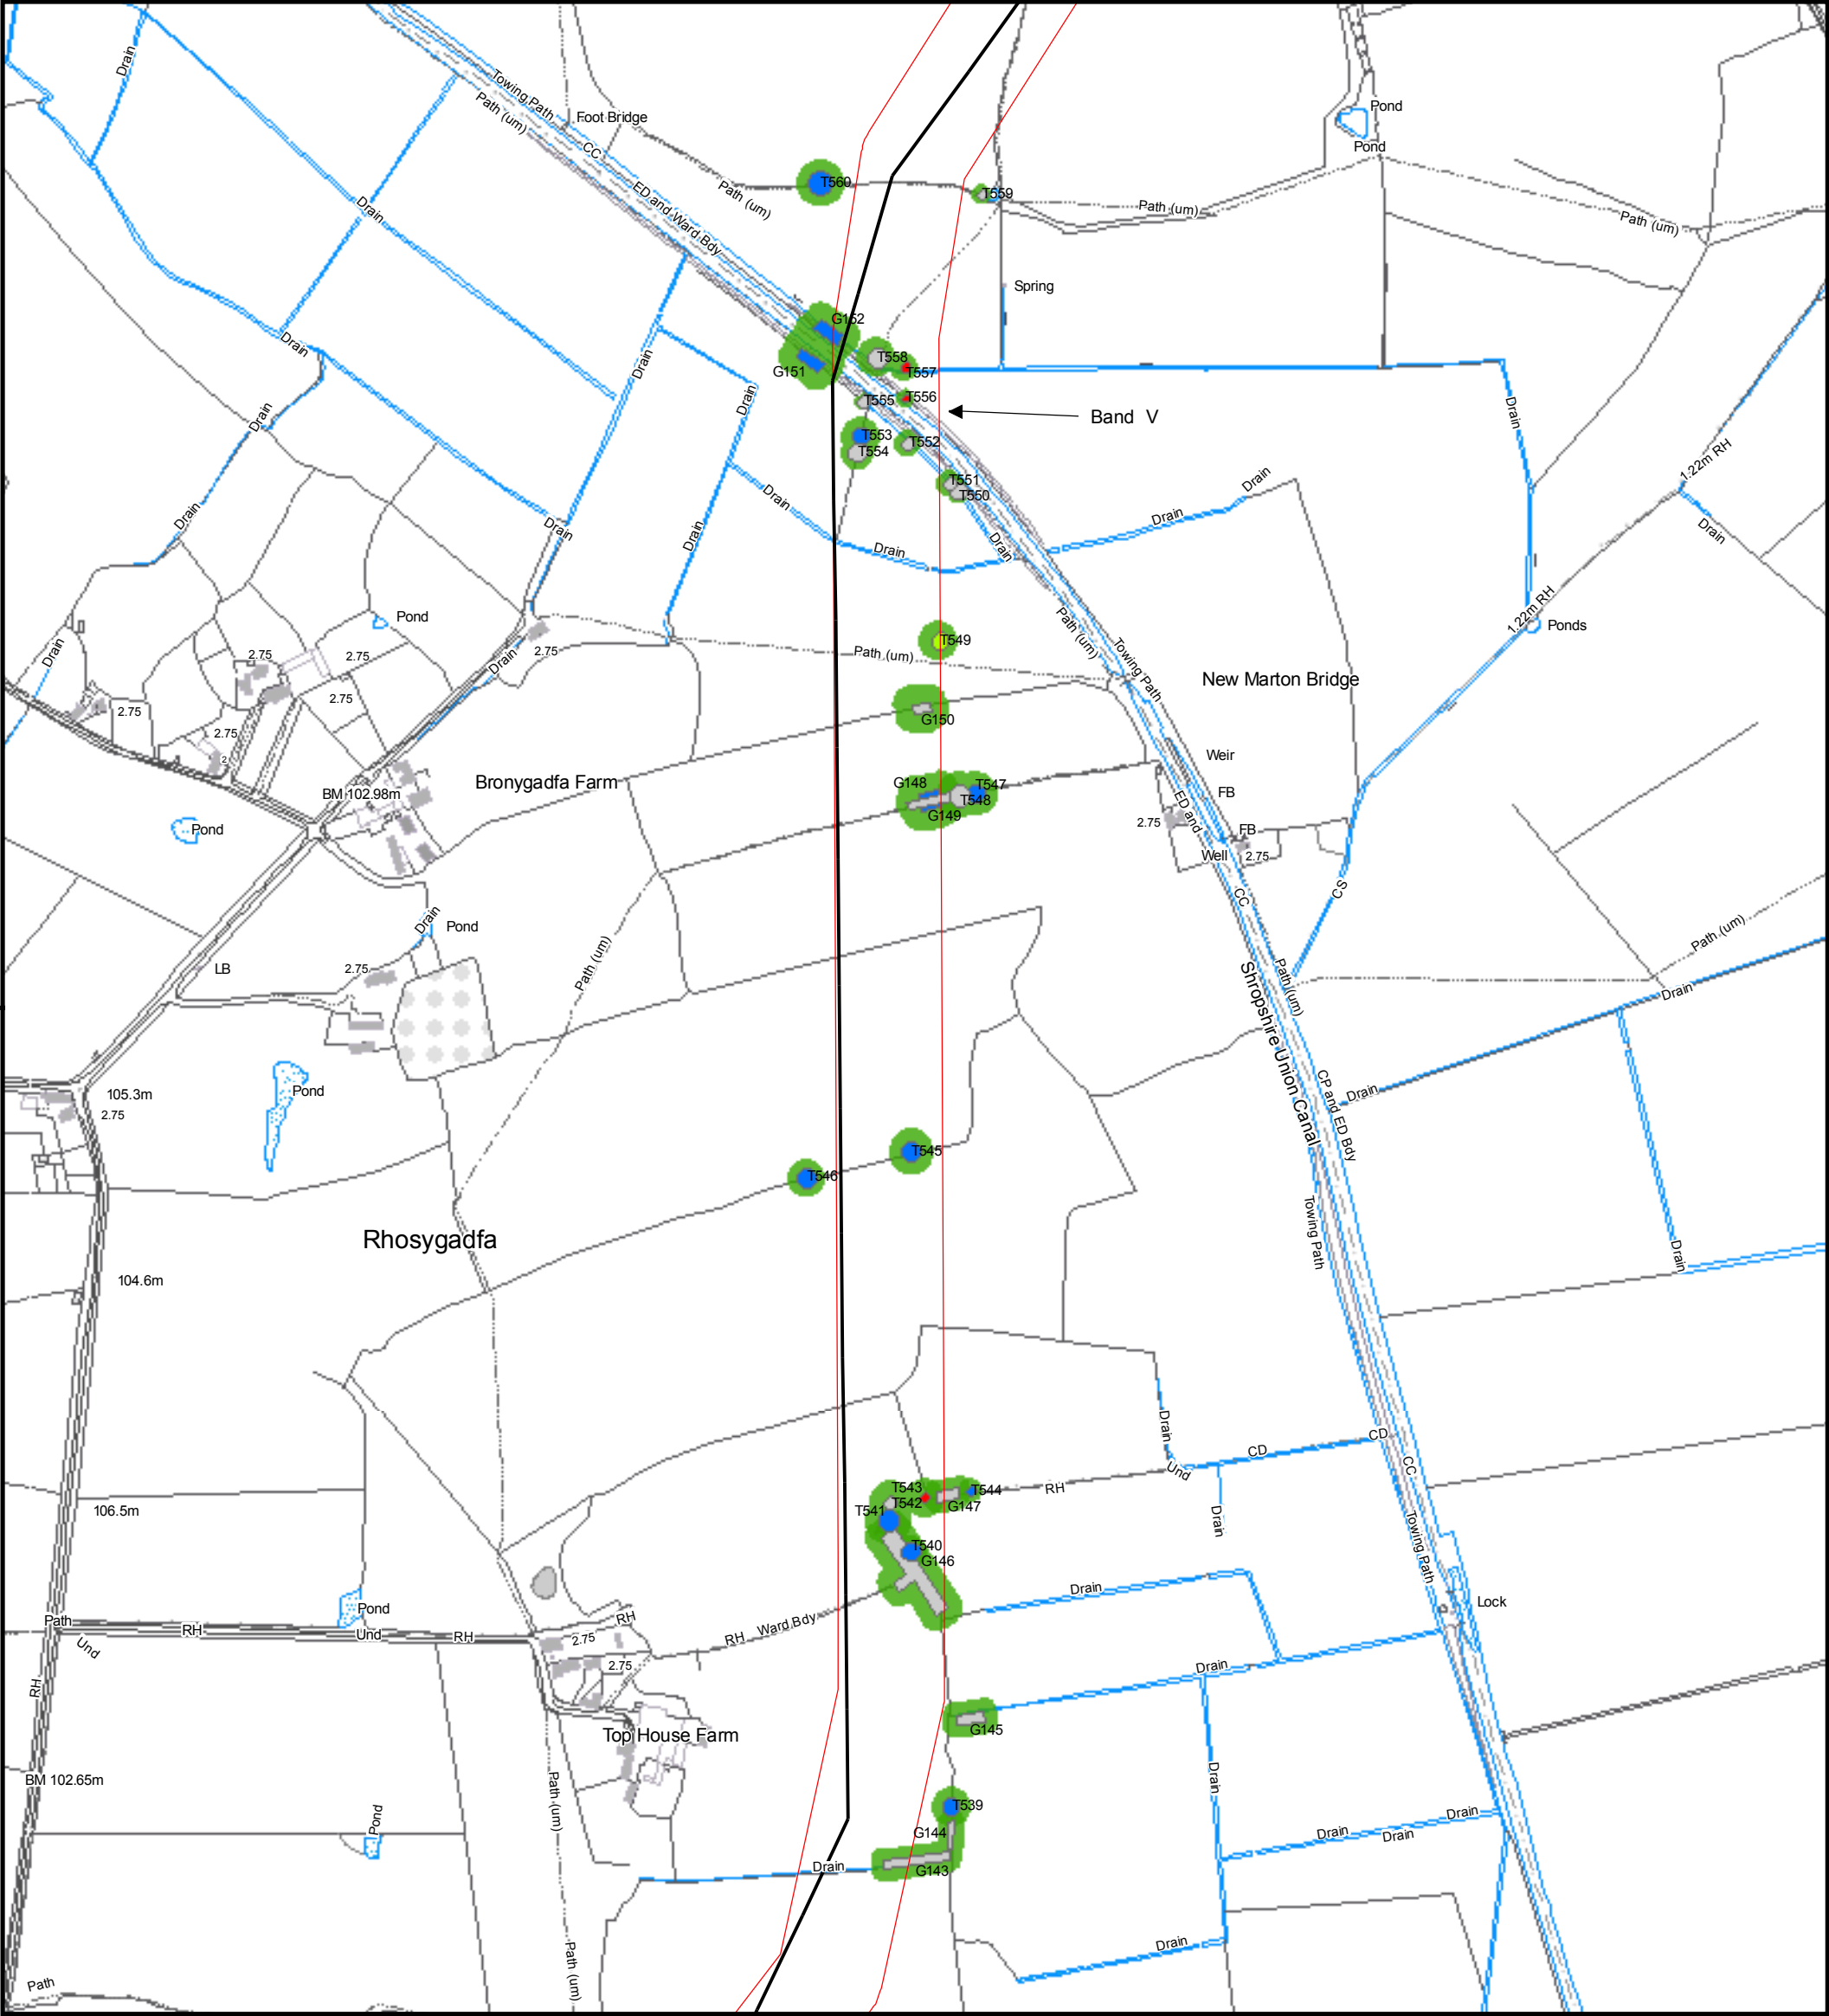 Drain
Towing Path
Path (um)
CC
Foot Bridge
Pond
Pond
ED and Ward Bdy
Path (um)
T560
T559
Path (um)
Path (um)
Drain
Spring
G152
G151
T558
T557
T555
T556
Band V
T553
T554
T552
T551
T550
Drain
Drain
Drain
Drain
Drain
1.22m RH
Drain
Drain
Drain
Drain
Drain
Drain
Drain
Drain
Drain
Drain
Pond
1.22m RH
Ponds
Drain
2.75
2.75
2.75
Drain
2.75
2.75
2.75
2
T549
Path (um)
Path (um)
Towing Path
New Marton Bridge
G150
Weir
Bronygadfa Farm
BM 102.98m
G148
T547
T548
G149
FB
ED and
2.75
FB
Well
2.75
Pond
CC
CS
Drain
Pond
Path (um)
Path (um)
LB
2.75
Path (um)
Drain
Shropshire Union Canal
CP and ED Bdy
Drain
105.3m
2.75
Pond
T545
T546
Rhosygadfa
Towing Path
Drain
104.6m
Drain
CD
CD
Und
CC
RH
T543
T542
T544
G147
T541
106.5m
Drain
Towing Path
T540
G146
Drain
Lock
Pond
Path
Und
RH
Und
RH
RH
2.75
2.75
RH
Ward Bdy
Drain
RH
G145
Top House Farm
BM 102.65m
Path (um)
Drain
T539
G144
G143
Drain
Pond
Drain
Drain
Drain
Drain
Path (um)
Path